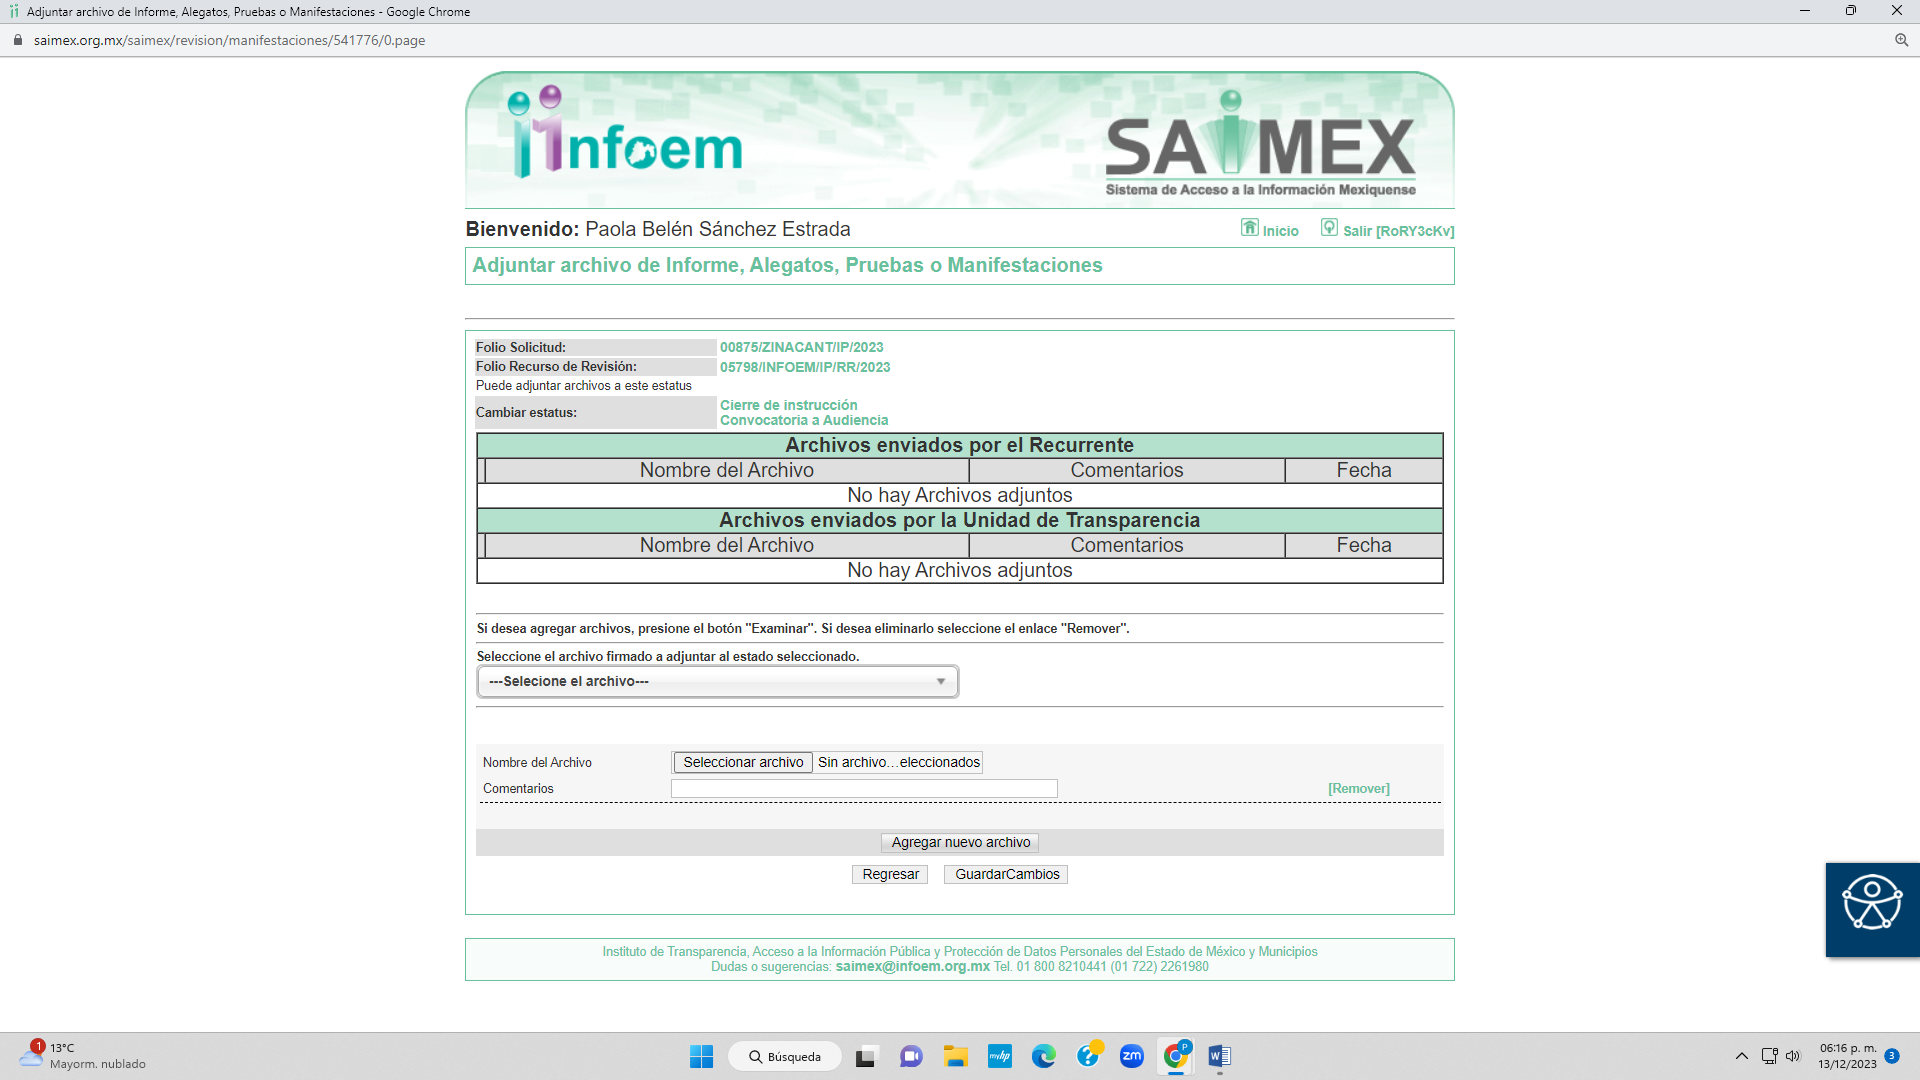 Adjuntar archivo de Informe, Alegatos, Pruebas o Manifestaciones - Google Chrome
saimex.org.mx/saimex/revision/manifestaciones/541776/0.page
infoem
SAIMEX
Sistema de Acceso a la Información Mexiquense
Bienvenido: Paola Belén Sánchez Estrada
Inicio
Salir [RoRY3cKv]
Adjuntar archivo de Informe, Alegatos, Pruebas o Manifestaciones
Folio Solicitud: 00875/ZINACANT/IP/2023
Folio Recurso de Revisión: 05798/INFOEM/IP/RR/2023
Puede adjuntar archivos a este estatus
Cambiar estatus: Cierre de instrucción
Convocatoria a Audiencia
Archivos enviados por el Recurrente
Nombre del Archivo Comentarios Fecha
No hay Archivos adjuntos
Archivos enviados por la Unidad de Transparencia
Nombre del Archivo Comentarios Fecha
No hay Archivos adjuntos
Si desea agregar archivos, presione el botón "Examinar". Si desea eliminarlo seleccione el enlace "Remover".
Seleccione el archivo firmado a adjuntar al estado seleccionado.
---Selecione el archivo---
Nombre del Archivo Seleccionar archivo Sin archivo...eleccionados
Comentarios [Remover]
Agregar nuevo archivo
Regresar GuardarCambios
Instituto de Transparencia, Acceso a la Información Pública y Protección de Datos Personales del Estado de México y Municipios
Dudas o sugerencias: saimex@infoem.org.mx Tel. 01 800 8210441 (01 722) 2261980
1
13°C
Mayorm. nublado
Búsqueda
myhp
zm
P
W
06:16 p. m.
13/12/2023
3